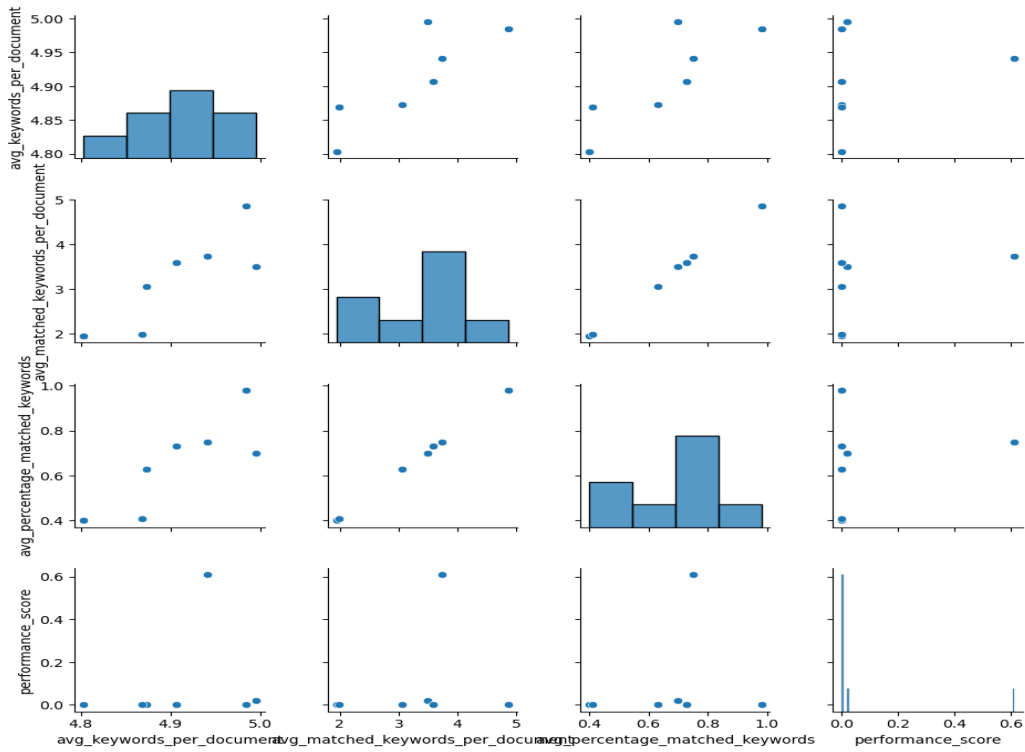 avg_keywords_per_document
5.00
4.95
4.90
4.85
4.80
avg_matched_keywords_per_document
5
4
3
2
avg_percentage_matched_keywords
1.0
0.8
0.6
0.4
performance_score
0.6
0.4
0.2
0.0
4.8 4.9 5.0
avg_keywords_per_document
2 3 4 5
avg_matched_keywords_per_document
0.4 0.6 0.8 1.0
avg_percentage_matched_keywords
0.0 0.2 0.4 0.6
performance_score